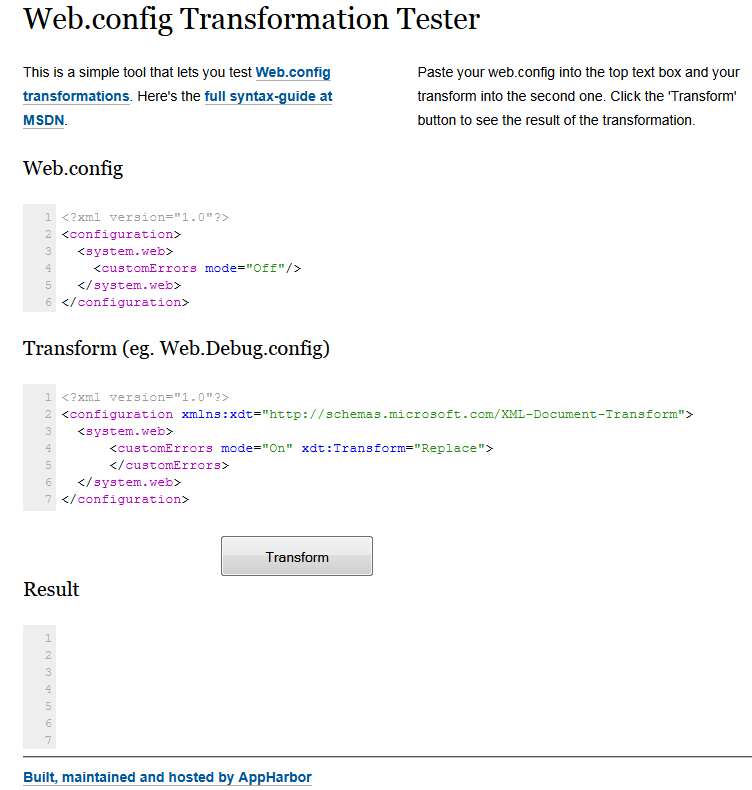 Web.config Transformation Tester
This is a simple tool that lets you test Web.config
transformations. Here's the full syntax-guide at
MSDN.
Paste your web.config into the top text box and your
transform into the second one. Click the 'Transform'
button to see the result of the transformation.
Web.config
1 <?xml version="1.0"?>
2 <configuration>
3   <system.web>
4     <customErrors mode="Off"/>
5   </system.web>
6 </configuration>
Transform (eg. Web.Debug.config)
1 <?xml version="1.0"?>
2 <configuration xmlns:xdt="http://schemas.microsoft.com/XML-Document-Transform">
3   <system.web>
4       <customErrors mode="On" xdt:Transform="Replace">
5       </customErrors>
6   </system.web>
7 </configuration>
Transform
Result
1
2
3
4
5
6
7
Built, maintained and hosted by AppHarbor